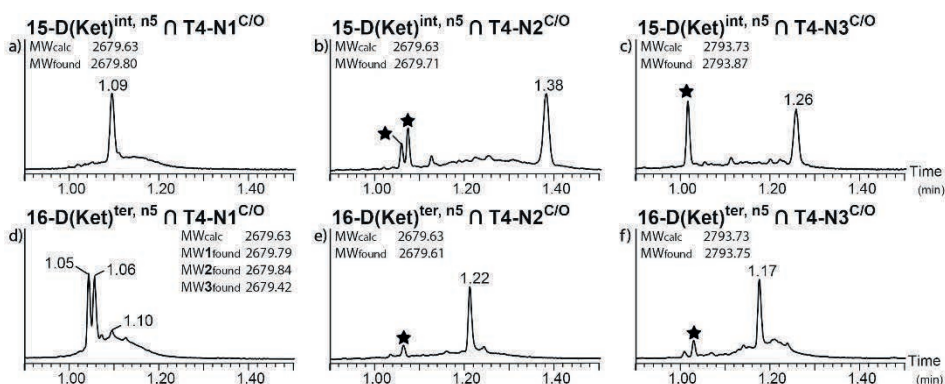 15-D(Ket)int, n5 ∩ T4-N1C/O
a) MWcalc 2679.63
MWfound 2679.80
1.09
1.00 1.20 1.40
15-D(Ket)int, n5 ∩ T4-N2C/O
b) MWcalc 2679.63
MWfound 2679.71
1.38
1.00 1.20 1.40
15-D(Ket)int, n5 ∩ T4-N3C/O
c) MWcalc 2793.73
MWfound 2793.87
1.26
1.00 1.20 1.40
Time
(min)
16-D(Ket)ter, n5 ∩ T4-N1C/O
d) MWcalc 2679.63
MW1found 2679.79
MW2found 2679.84
MW3found 2679.42
1.05 1.06
1.10
1.00 1.20 1.40
16-D(Ket)ter, n5 ∩ T4-N2C/O
e) MWcalc 2679.63
MWfound 2679.61
1.22
1.00 1.20 1.40
16-D(Ket)ter, n5 ∩ T4-N3C/O
f) MWcalc 2793.73
MWfound 2793.75
1.17
1.00 1.20 1.40
Time
(min)